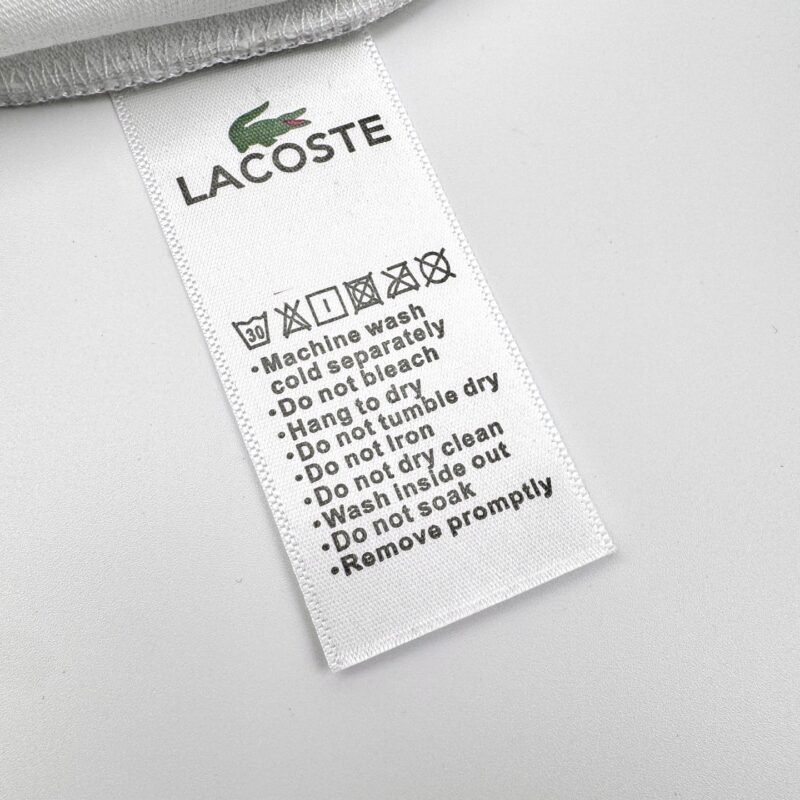 LACOSTE
30
•Machine wash
cold separately
•Do not bleach
•Hang to dry
•Do not tumble dry
•Do not Iron
•Do not dry clean
•Wash inside out
•Do not soak
•Remove promptly